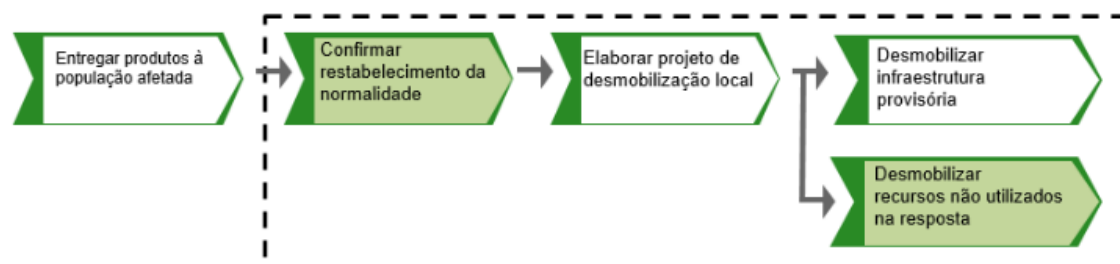 Entregar produtos à
população afetada
Confirmar
restabelecimento da
normalidade
Elaborar projeto de
desmobilização local
Desmobilizar
infraestrutura
provisória
Desmobilizar
recursos não utilizados
na resposta